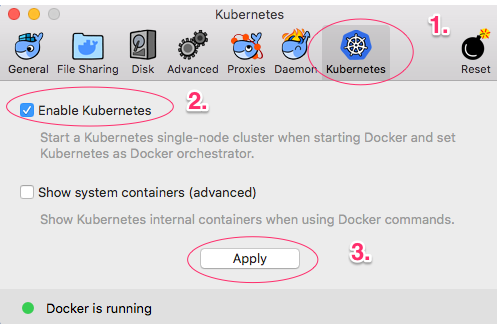 Kubernetes
1.
General File Sharing Disk Advanced Proxies Daemon Kubernetes Reset
2.
Enable Kubernetes
Start a Kubernetes single-node cluster when starting Docker and set
Kubernetes as Docker orchestrator.
Show system containers (advanced)
Show Kubernetes internal containers when using Docker commands.
Apply
3.
Docker is running